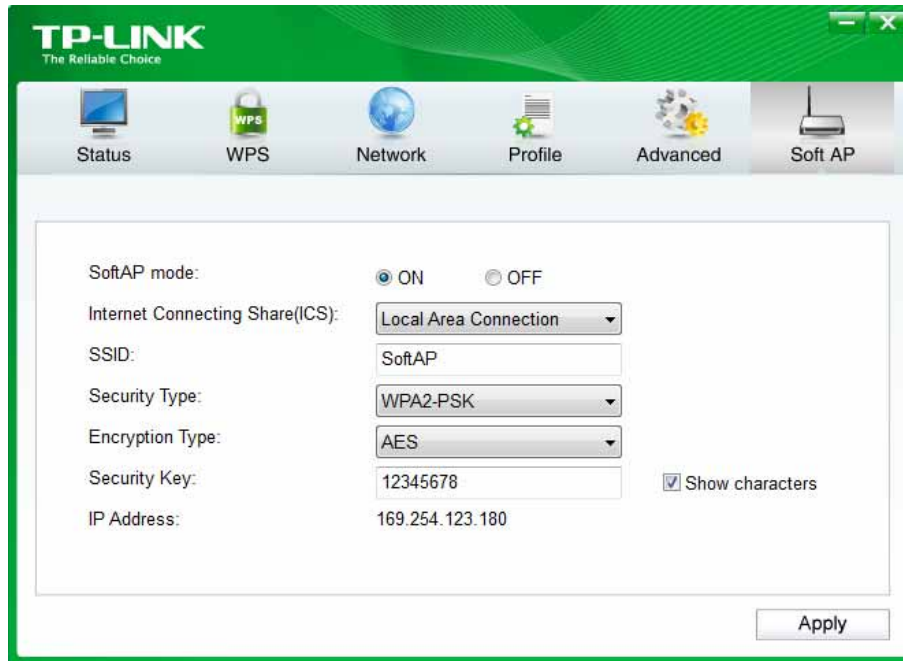 TP-LINK
The Reliable Choice
Status
WPS
WPS
Network
Profile
Advanced
Soft AP
SoftAP mode:
ON
OFF
Internet Connecting Share(ICS):
Local Area Connection
SSID:
SoftAP
Security Type:
WPA2-PSK
Encryption Type:
AES
Security Key:
12345678
Show characters
IP Address:
169.254.123.180
Apply